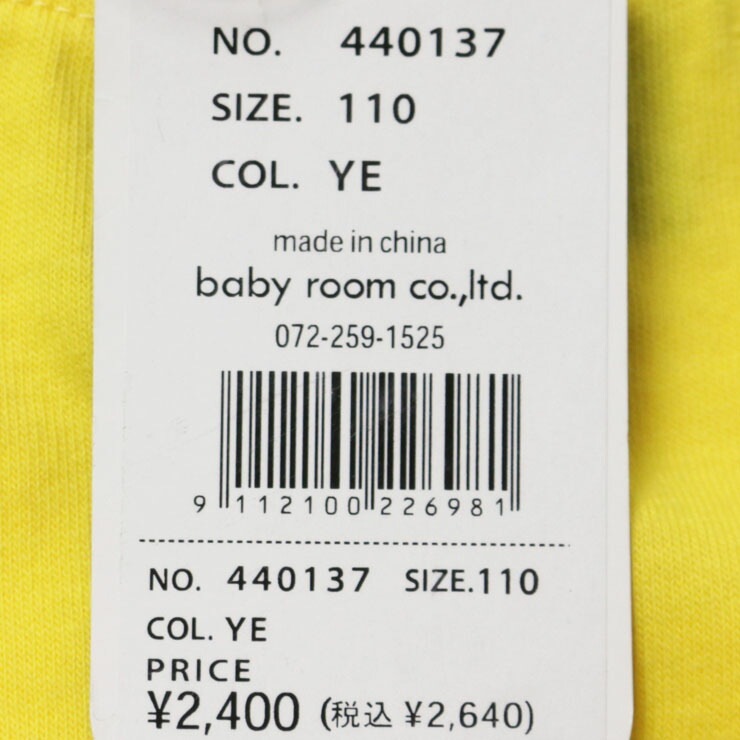 NO. 440137
SIZE. 110
COL. YE
made in china
baby room co.,ltd.
072-259-1525
9 112100 226981
NO. 440137 SIZE.110
COL. YE
PRICE
¥2,400 (税込 ¥2,640)